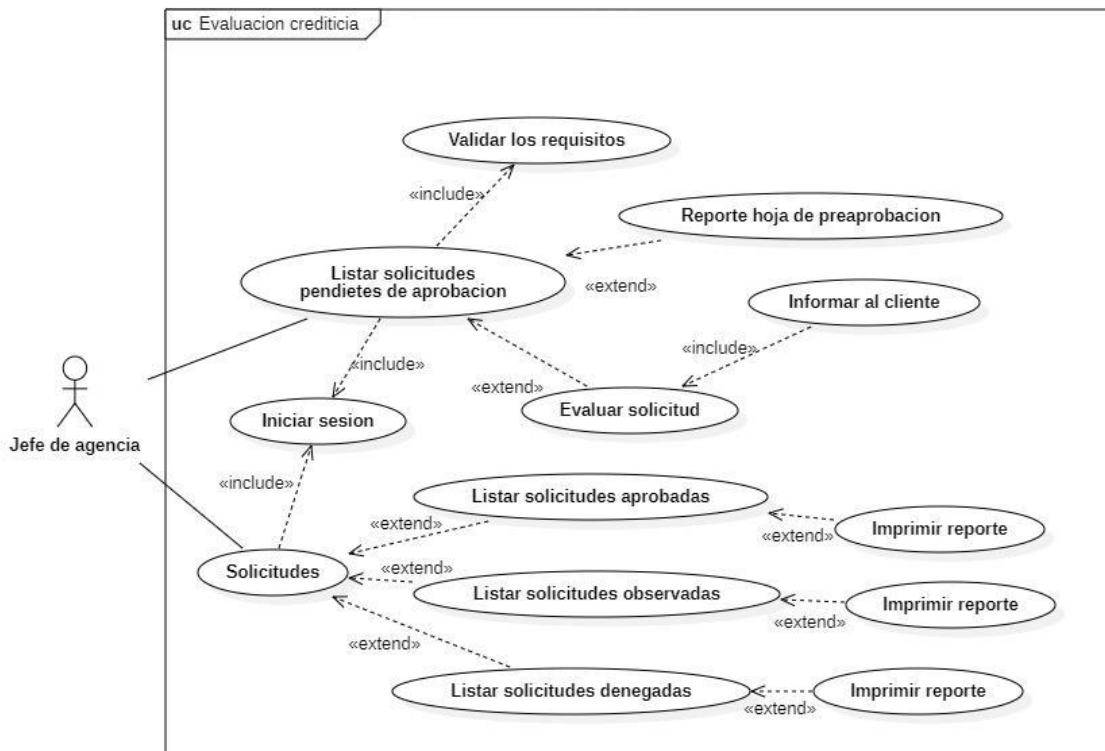 uc Evaluacion crediticia
Validar los requisitos
«include»
Reporte hoja de preaprobacion
Listar solicitudes
pendietes de aprobacion
«extend»
Informar al cliente
«include»
«include»
«extend»
Evaluar solicitud
Iniciar sesion
Jefe de agencia
«include»
Listar solicitudes aprobadas
«extend»
«extend»
Imprimir reporte
Solicitudes
«extend»
Listar solicitudes observadas
Imprimir reporte
«extend»
«extend»
Listar solicitudes denegadas
Imprimir reporte
«extend»